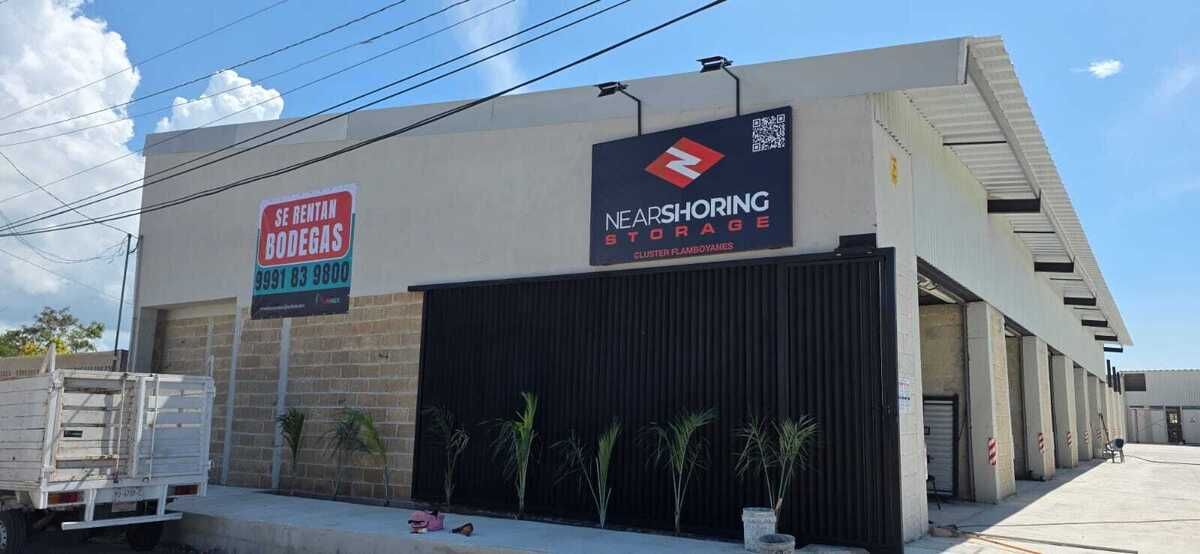 SE RENTAN
BODEGAS
9991 83 9800
NEARSHORING
STORAGE
CLUSTER FLAMBOYANES